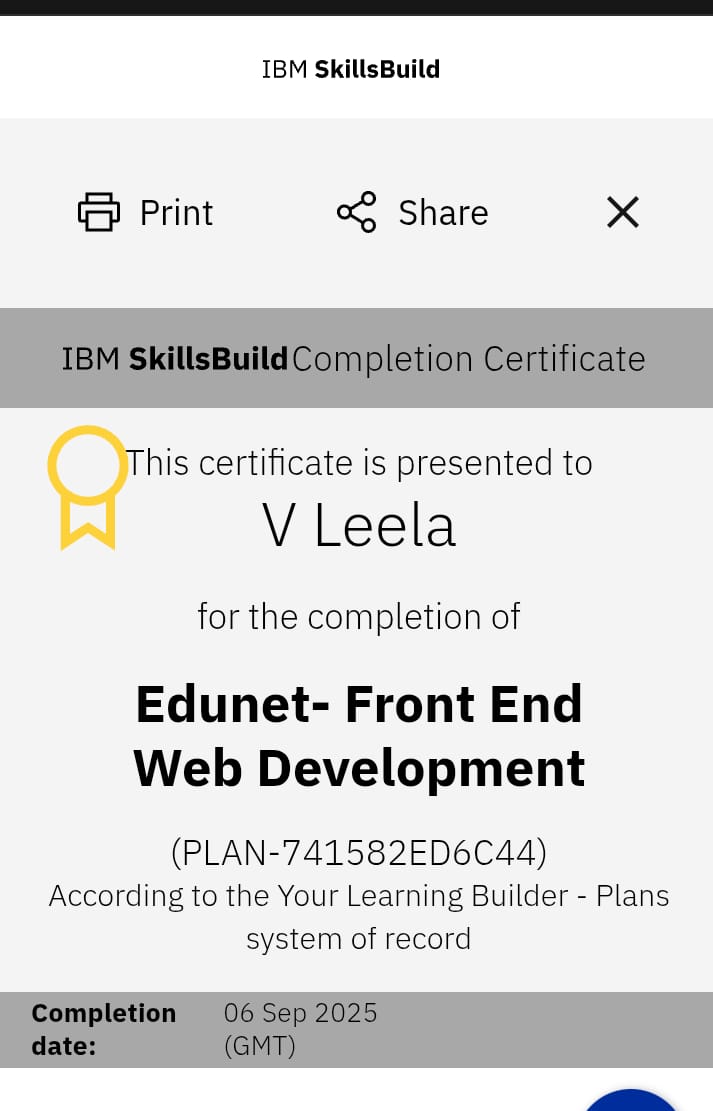 IBM SkillsBuild
Print
Share
IBM SkillsBuild Completion Certificate
This certificate is presented to
V Leela
for the completion of
Edunet- Front End
Web Development
(PLAN-741582ED6C44)
According to the Your Learning Builder - Plans
system of record
Completion date:
06 Sep 2025 (GMT)